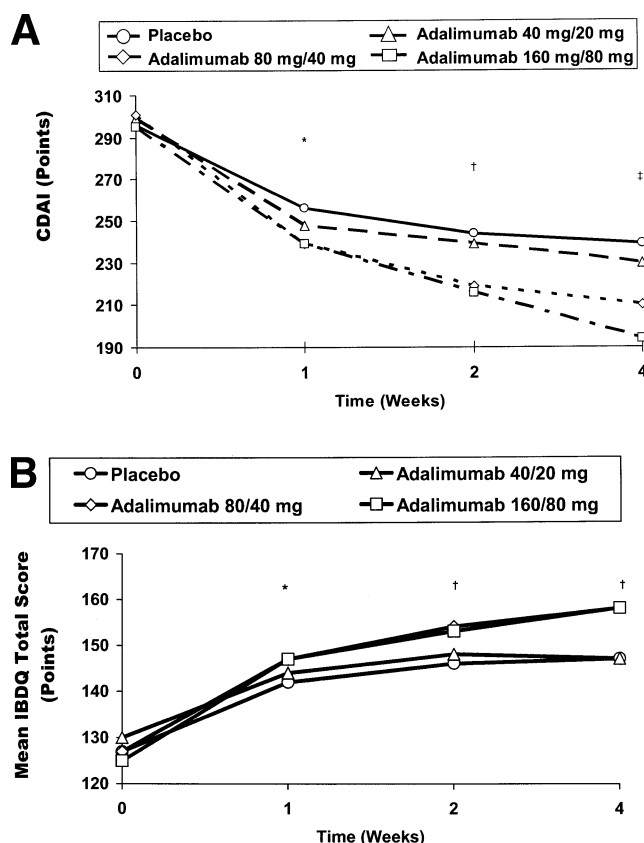 A
Placebo
Adalimumab 40 mg/20 mg
Adalimumab 80 mg/40 mg
Adalimumab 160 mg/80 mg
310
290
270
250
230
210
190
CDAI (Points)
*
†
‡
0
1
2
4
Time (Weeks)
B
Placebo
Adalimumab 40/20 mg
Adalimumab 80/40 mg
Adalimumab 160/80 mg
170
160
150
140
130
120
Mean IBDQ Total Score
(Points)
*
†
†
0
1
2
4
Time (Weeks)